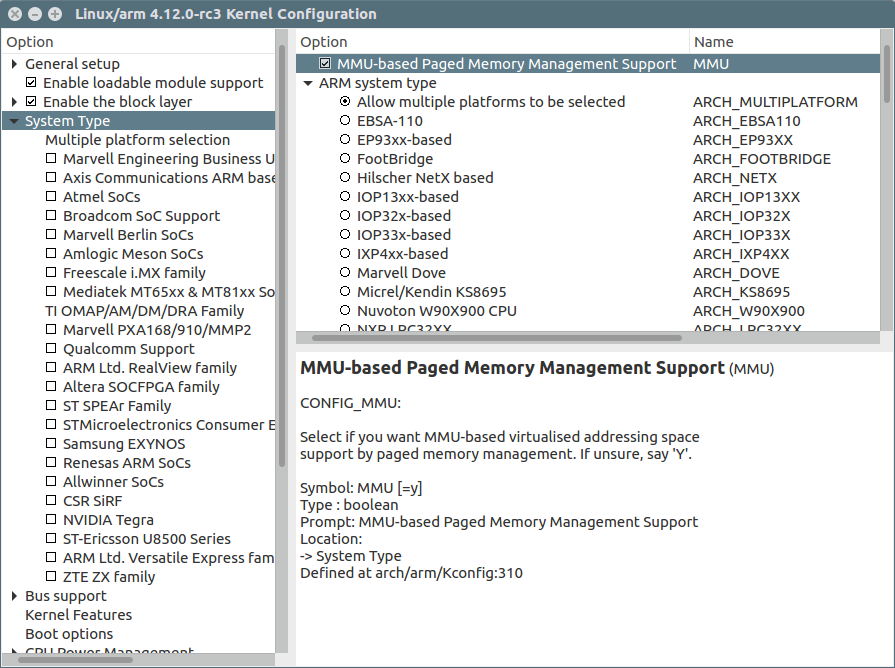 Linux/arm 4.12.0-rc3 Kernel Configuration
Option
General setup
Enable loadable module support
Enable the block layer
System Type
Multiple platform selection
Marvell Engineering Business U
Axis Communications ARM base
Atmel SoCs
Broadcom SoC Support
Marvell Berlin SoCs
Amlogic Meson SoCs
Freescale i.MX family
Mediatek MT65xx & MT81xx So
TI OMAP/AM/DM/DRA Family
Marvell PXA168/910/MMP2
Qualcomm Support
ARM Ltd. RealView family
Altera SOCFPGA family
ST SPEAr Family
STMicroelectronics Consumer E
Samsung EXYNOS
Renesas ARM SoCs
Allwinner SoCs
CSR SiRF
NVIDIA Tegra
ST-Ericsson U8500 Series
ARM Ltd. Versatile Express fam
ZTE ZX family
Bus support
Kernel Features
Boot options
CPU Power Management
Option Name
MMU-based Paged Memory Management Support MMU
ARM system type
Allow multiple platforms to be selected ARCH_MULTIPLATFORM
EBSA-110 ARCH_EBSA110
EP93xx-based ARCH_EP93XX
FootBridge ARCH_FOOTBRIDGE
Hilscher NetX based ARCH_NETX
IOP13xx-based ARCH_IOP13XX
IOP32x-based ARCH_IOP32X
IOP33x-based ARCH_IOP33X
IXP4xx-based ARCH_IXP4XX
Marvell Dove ARCH_DOVE
Micrel/Kendin KS8695 ARCH_KS8695
Nuvoton W90X900 CPU ARCH_W90X900
NXP LPC32XX ARCH_LPC32XX
MMU-based Paged Memory Management Support (MMU)
CONFIG_MMU:
Select if you want MMU-based virtualised addressing space
support by paged memory management. If unsure, say 'Y'.
Symbol: MMU [=y]
Type : boolean
Prompt: MMU-based Paged Memory Management Support
Location:
-> System Type
Defined at arch/arm/Kconfig:310